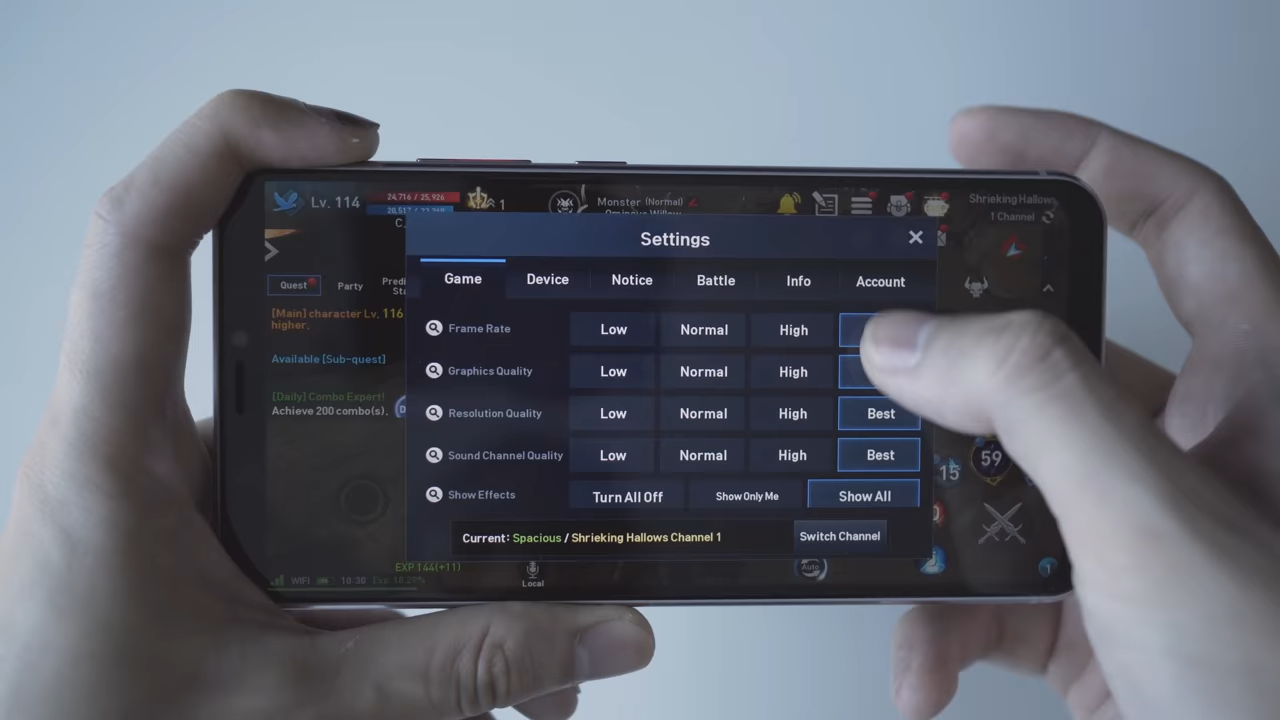 Lv. 114
24,716 / 25,926
1
Monster (Normal)
Shrieking Hallows
1 Channel
Settings
Game Device Notice Battle Info Account
Quest Party
[Main] character Lv. 116
higher.
Available [Sub-quest]
[Daily] Combo Expert!
Achieve 200 combo(s).
Frame Rate Low Normal High
Graphics Quality Low Normal High
Resolution Quality Low Normal High Best
Sound Channel Quality Low Normal High Best
Show Effects Turn All Off Show Only Me Show All
Current: Spacious / Shrieking Hallows Channel 1 Switch Channel
15
59
EXP 144(+11)
WIFI 10:30
Local
Auto